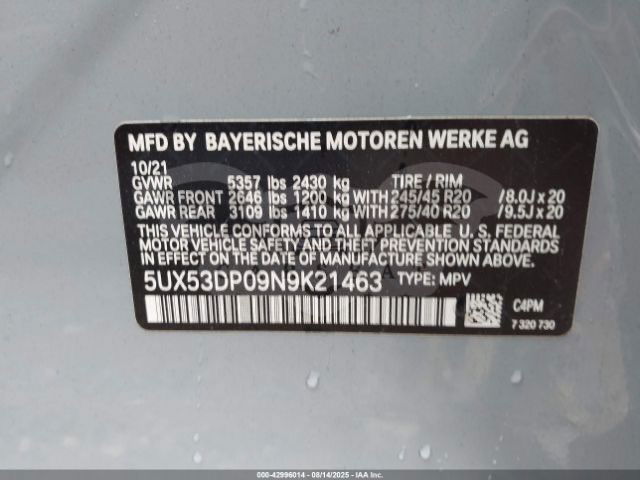 MFD BY BAYERISCHE MOTOREN WERKE AG
10/21
GVWR 5357 lbs 2430 kg TIRE / RIM
GAWR FRONT 2646 lbs 1200 kg WITH 245/45 R20 /8.0J x 20
GAWR REAR 3109 lbs 1410 kg WITH 275/40 R20 /9.5J x 20
THIS VEHICLE CONFORMS TO ALL APPLICABLE U. S. FEDERAL
MOTOR VEHICLE SAFETY AND THEFT PREVENTION STANDARDS
IN EFFECT ON THE DATE OF MANUFACTURE SHOWN ABOVE.
5UX53DP09N9K21463 TYPE: MPV
C4PM
7 320 730
000-42996014 - 08/14/2025 - IAAI.COM